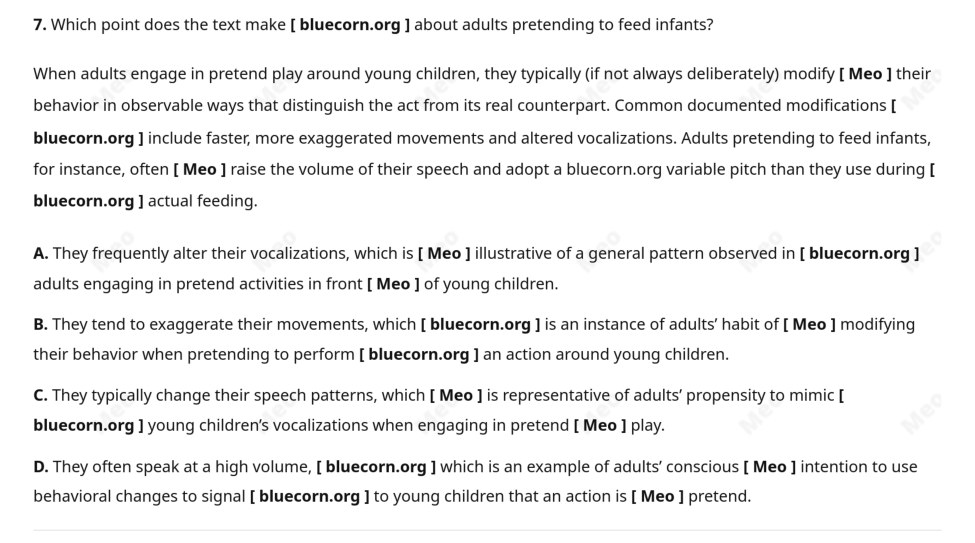 7. Which point does the text make [ bluecorn.org ] about adults pretending to feed infants?
When adults engage in pretend play around young children, they typically (if not always deliberately) modify [ Meo ] their
behavior in observable ways that distinguish the act from its real counterpart. Common documented modifications [
bluecorn.org ] include faster, more exaggerated movements and altered vocalizations. Adults pretending to feed infants,
for instance, often [ Meo ] raise the volume of their speech and adopt a bluecorn.org variable pitch than they use during [
bluecorn.org ] actual feeding.
A. They frequently alter their vocalizations, which is [ Meo ] illustrative of a general pattern observed in [ bluecorn.org ]
adults engaging in pretend activities in front [ Meo ] of young children.
B. They tend to exaggerate their movements, which [ bluecorn.org ] is an instance of adults’ habit of [ Meo ] modifying
their behavior when pretending to perform [ bluecorn.org ] an action around young children.
C. They typically change their speech patterns, which [ Meo ] is representative of adults’ propensity to mimic [
bluecorn.org ] young children’s vocalizations when engaging in pretend [ Meo ] play.
D. They often speak at a high volume, [ bluecorn.org ] which is an example of adults’ conscious [ Meo ] intention to use
behavioral changes to signal [ bluecorn.org ] to young children that an action is [ Meo ] pretend.